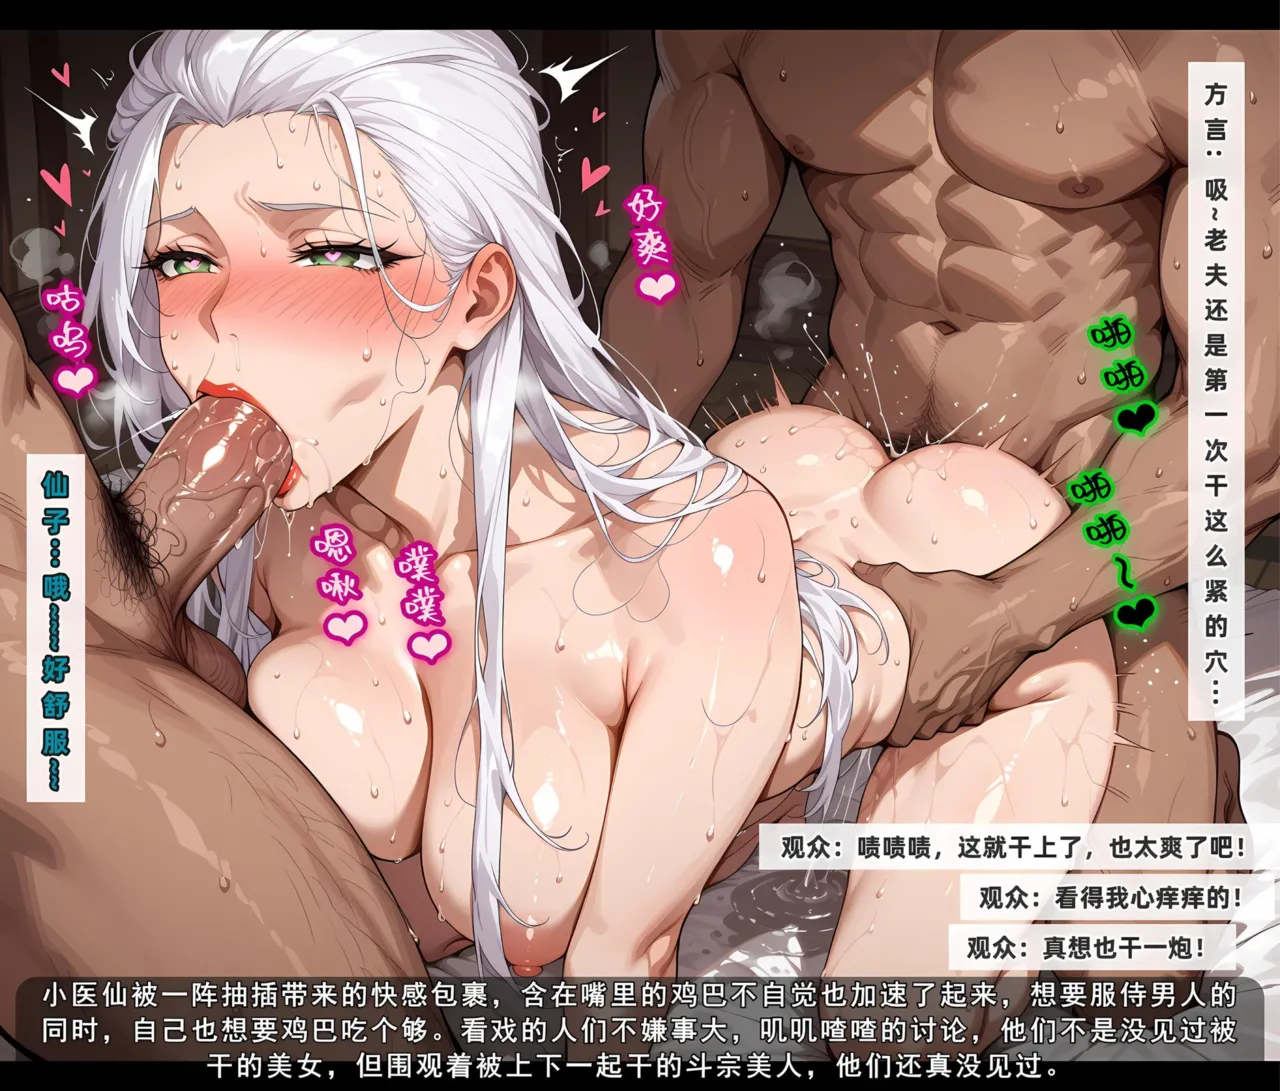 方言：吸~老夫还是第一次干这么紧的穴…
好爽
咕呜
啪啪
啪啪~
仙子…哦~~~好舒服~~
嗯啾
噗噗
观众：啧啧啧，这就干上了，也太爽了吧！
观众：看得我心痒痒的！
观众：真想也干一炮！
小医仙被一阵抽插带来的快感包裹，含在嘴里的鸡巴不自觉也加速了起来，想要服侍男人的
同时，自己也想要鸡巴吃个够。看戏的人们不嫌事大，叽叽喳喳的讨论，他们不是没见过被
干的美女，但围观着被上下一起干的斗宗美人，他们还真没见过。